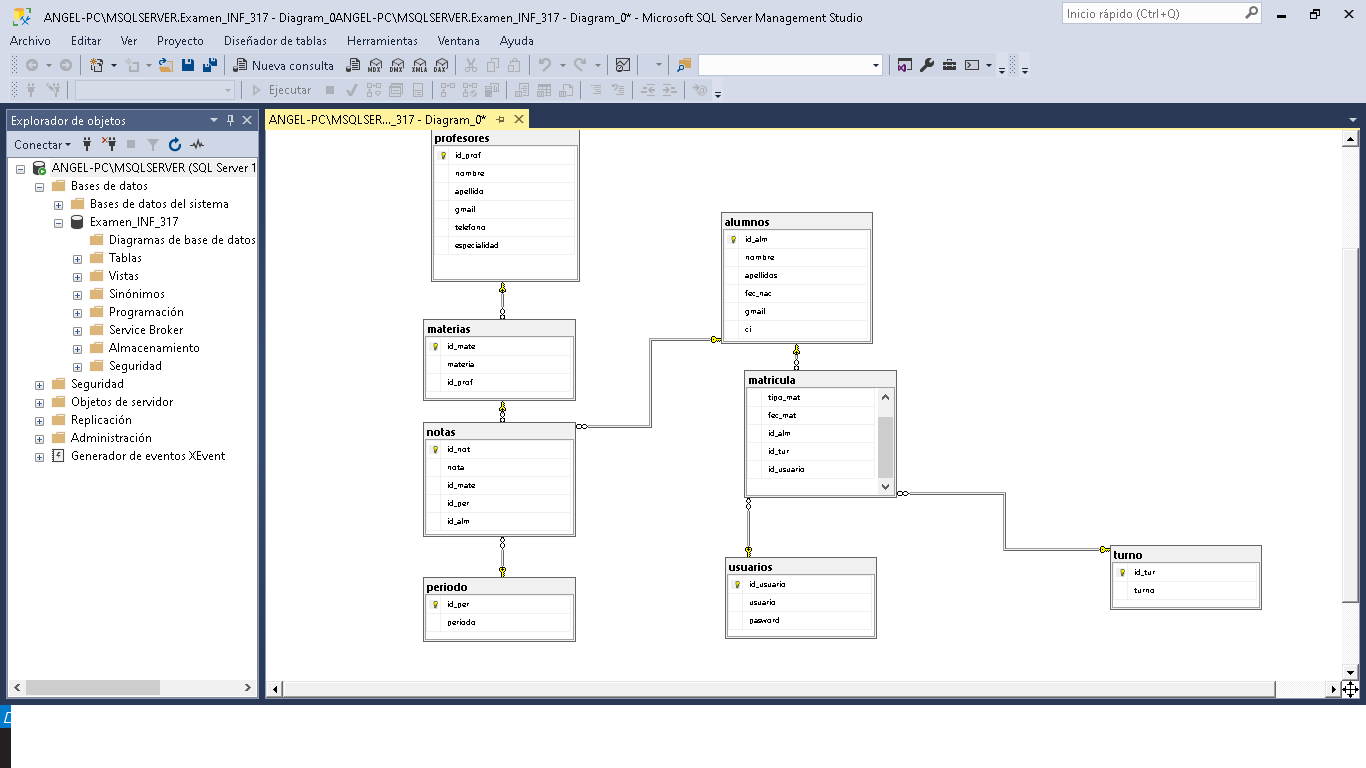 ANGEL-PC\MSQLSERVER.Examen_INF_317 - Diagram_0ANGEL-PC\MSQLSERVER.Examen_INF_317 - Diagram_0* - Microsoft SQL Server Management Studio
Inicio rápido (Ctrl+Q)
Archivo Editar Ver Proyecto Diseñador de tablas Herramientas Ventana Ayuda
Nueva consulta MDX DMX XMLA DAX
Ejecutar
Explorador de objetos
Conectar
ANGEL-PC\MSQLSERVER (SQL Server 1
Bases de datos
Bases de datos del sistema
Examen_INF_317
Diagramas de base de datos
Tablas
Vistas
Sinónimos
Programación
Service Broker
Almacenamiento
Seguridad
Seguridad
Objetos de servidor
Replicación
Administración
Generador de eventos XEvent
ANGEL-PC\MSQLSER..._317 - Diagram_0*
profesores
id_prof
nombre
apellido
gmail
telefono
especialidad
materias
id_mate
materia
id_prof
notas
id_not
nota
id_mate
id_per
id_alm
periodo
id_per
periodo
alumnos
id_alm
nombre
apellidos
fec_nac
gmail
ci
matricula
tipo_mat
fec_mat
id_alm
id_tur
id_usuario
usuarios
id_usuario
usuario
pasword
turno
id_tur
turno